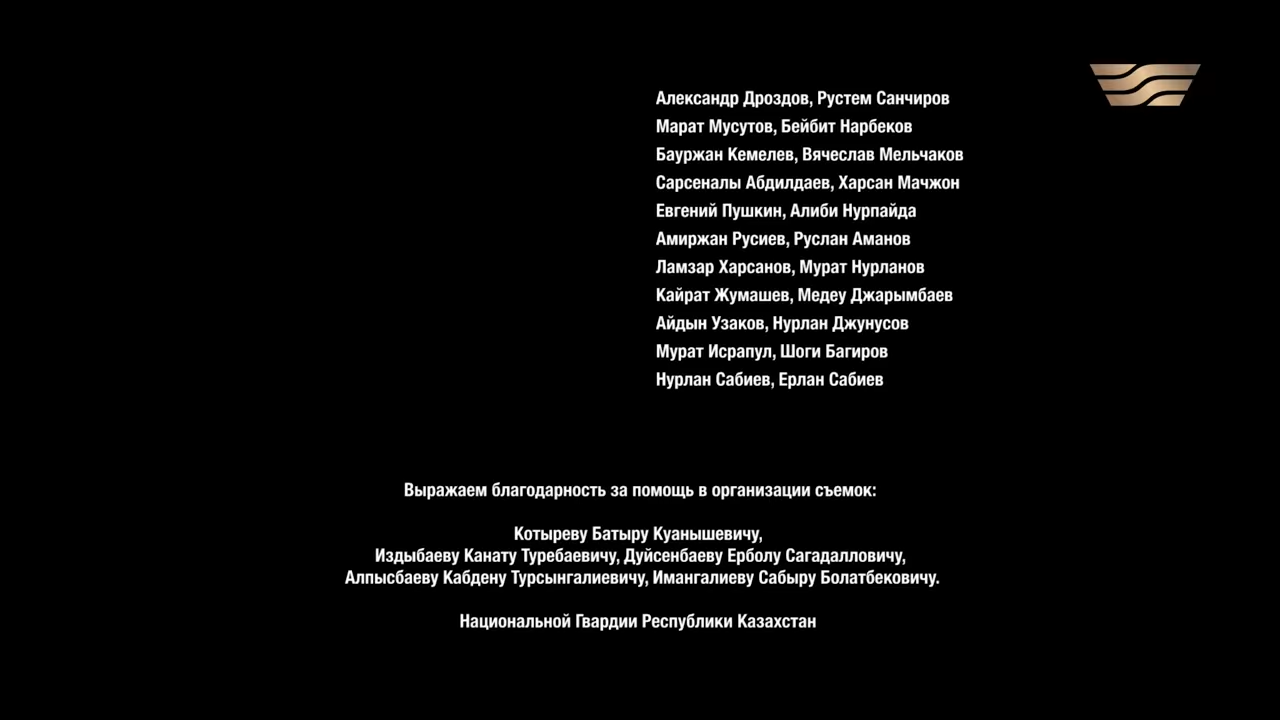 Александр Дроздов, Рустем Санчиров
Марат Мусутов, Бейбит Нарбеков
Бауржан Кемелев, Вячеслав Мельчаков
Сарсеналы Абдилдаев, Харсан Мачжон
Евгений Пушкин, Алиби Нурпайда
Амиржан Русиев, Руслан Аманов
Ламзар Харсанов, Мурат Нурланов
Кайрат Жумашев, Медеу Джарымбаев
Айдын Узаков, Нурлан Джунусов
Мурат Исрапул, Шоги Багиров
Нурлан Сабиев, Ерлан Сабиев
Выражаем благодарность за помощь в организации съемок:
Котыреву Батыру Куанышевичу,
Издыбаеву Канату Туребаевичу, Дуйсенбаеву Ерболу Сагадалловичу,
Алпысбаеву Кабдену Турсынгалиевичу, Имангалиеву Сабыру Болатбековичу.
Национальной Гвардии Республики Казахстан